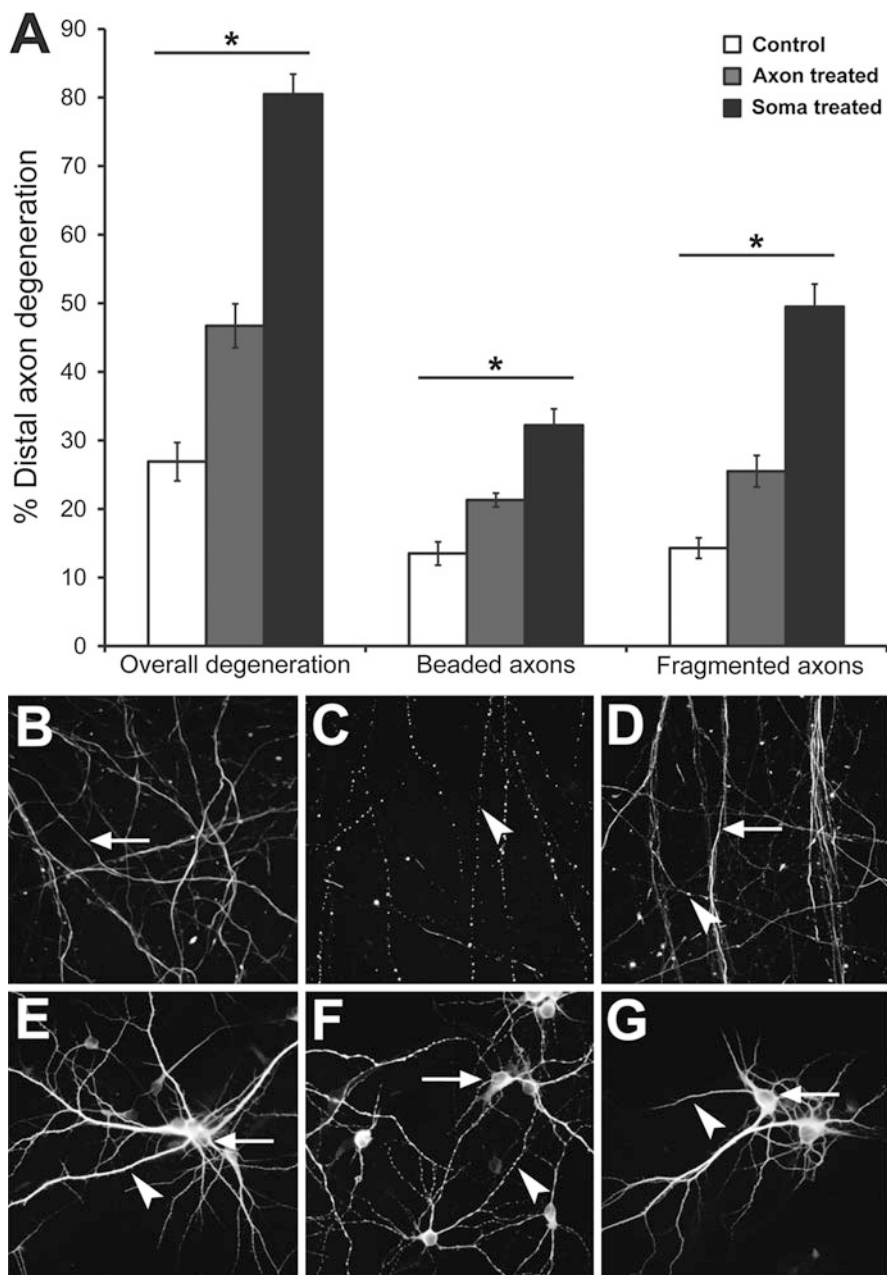 A
% Distal axon degeneration
90
80
70
60
50
40
30
20
10
0
*
*
*
Control
Axon treated
Soma treated
Overall degeneration
Beaded axons
Fragmented axons
B
C
D
E
F
G